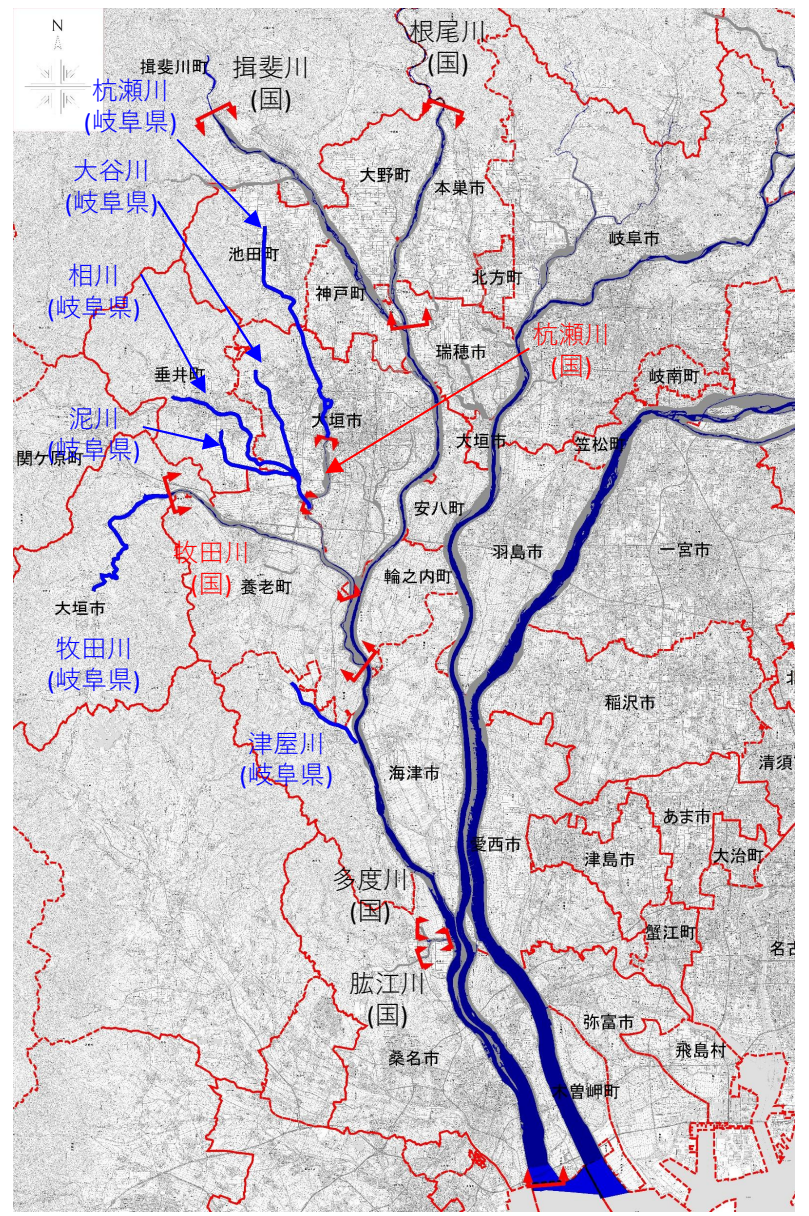 N
根尾川
(国)
揖斐川町
揖斐川
(国)
杭瀬川
(岐阜県)
大谷川
(岐阜県)
大野町
本巣市
岐阜市
池田町
相川
(岐阜県)
神戸町
北方町
瑞穂市
杭瀬川
(国)
垂井町
岐南町
泥川
(岐阜県)
大垣市
大垣市
笠松町
関ケ原町
安八町
羽島市
一宮市
牧田川
(国)
養老町
輪之内町
大垣市
牧田川
(岐阜県)
稲沢市
津屋川
(岐阜県)
海津市
清須
あま市
愛西市
津島市
大治町
多度川
(国)
蟹江町
名古
肱江川
(国)
弥富市
飛島村
桑名市
木曽岬町